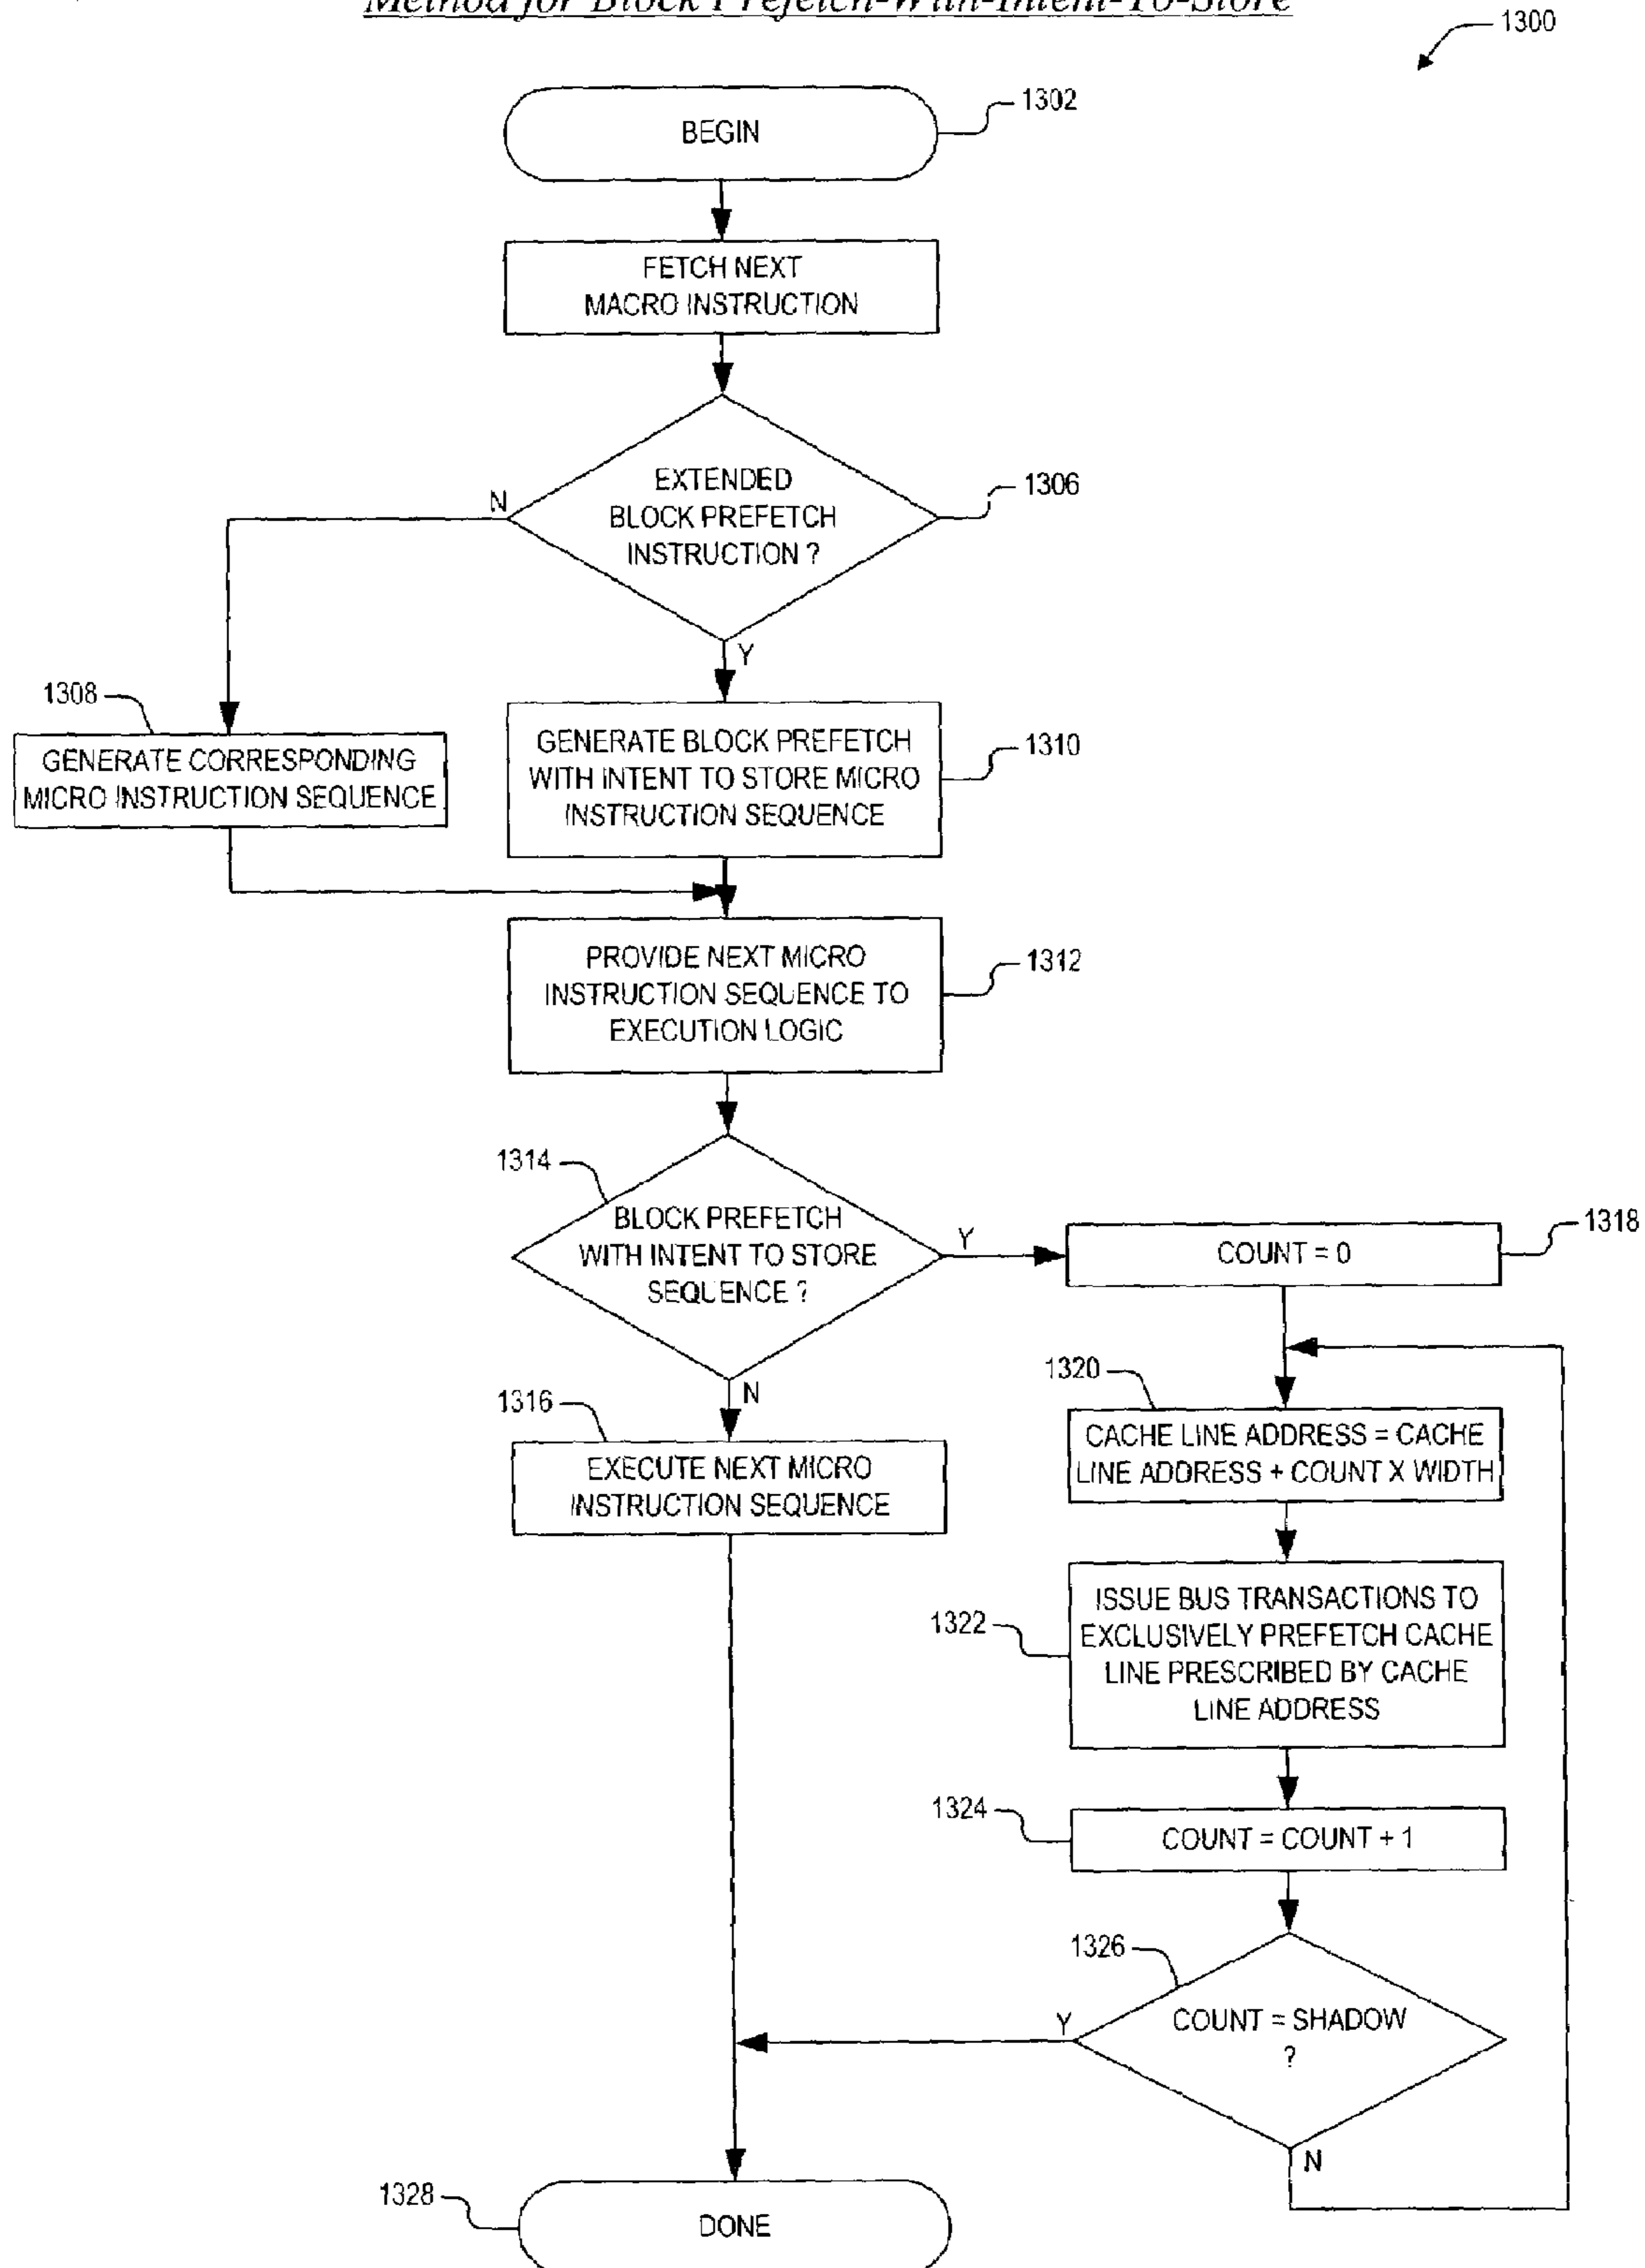 Method for Block Prefetch-With-Intent-To-Store
1300
BEGIN
1302
FETCH NEXT
MACRO INSTRUCTION
EXTENDED
BLOCK PREFETCH
INSTRUCTION ?
1306
N
Y
1308
GENERATE CORRESPONDING
MICRO INSTRUCTION SEQUENCE
GENERATE BLOCK PREFETCH
WITH INTENT TO STORE MICRO
INSTRUCTION SEQUENCE
1310
PROVIDE NEXT MICRO
INSTRUCTION SEQUENCE TO
EXECUTION LOGIC
1312
1314
BLOCK PREFETCH
WITH INTENT TO STORE
SEQUENCE ?
Y
N
COUNT = 0
1318
1316
EXECUTE NEXT MICRO
INSTRUCTION SEQUENCE
1320
CACHE LINE ADDRESS = CACHE
LINE ADDRESS + COUNT X WIDTH
1322
ISSUE BUS TRANSACTIONS TO
EXCLUSIVELY PREFETCH CACHE
LINE PRESCRIBED BY CACHE
LINE ADDRESS
1324
COUNT = COUNT + 1
1326
COUNT = SHADOW
?
Y
N
1328
DONE